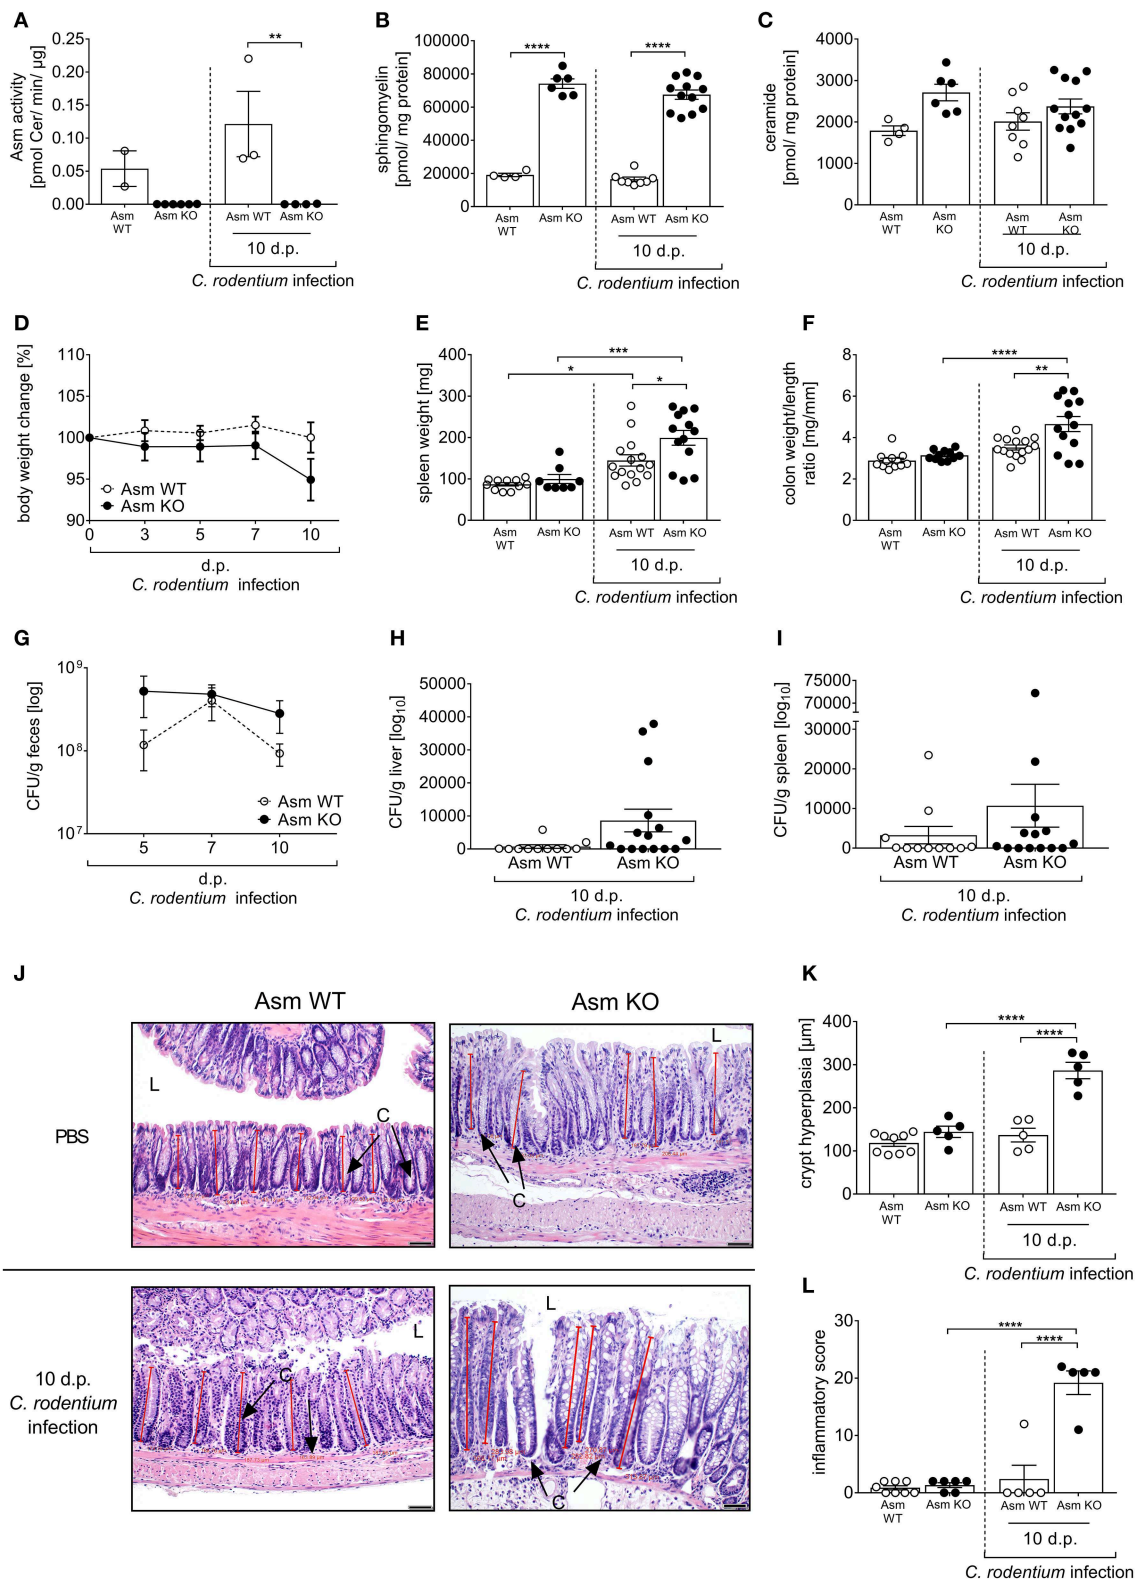 A
Asm activity
[pmol Cer/ min/ µg]
0.25
0.20
0.15
0.10
0.05
0.00
**
Asm
WT
Asm KO
Asm WT
Asm KO
10 d.p.
C. rodentium infection
B
sphingomyelin
[pmol/ mg protein]
100000
80000
60000
40000
20000
0
****
****
Asm
WT
Asm KO
Asm WT
Asm KO
10 d.p.
C. rodentium infection
C
ceramide
[pmol/ mg protein]
4000
3000
2000
1000
0
Asm
WT
Asm
KO
Asm
WT
Asm
KO
10 d.p.
C. rodentium infection
D
body weight change [%]
110
105
100
95
90
Asm WT
Asm KO
0
3
5
7
10
d.p.
C. rodentium infection
E
spleen weight [mg]
400
300
200
100
0
***
*
*
Asm
WT
Asm KO
Asm WT
Asm KO
10 d.p.
C. rodentium infection
F
colon weight/length
ratio [mg/mm]
8
6
4
2
0
****
**
Asm
WT
Asm KO
Asm WT
Asm KO
10 d.p.
C. rodentium infection
G
CFU/g feces [log]
10⁹
10⁸
10⁷
Asm WT
Asm KO
5
7
10
d.p.
C. rodentium infection
H
CFU/g liver [log₁₀]
50000
40000
30000
20000
10000
0
Asm WT
Asm KO
10 d.p.
C. rodentium infection
I
CFU/g spleen [log₁₀]
75000
70000
30000
20000
10000
0
Asm WT
Asm KO
10 d.p.
C. rodentium infection
J
Asm WT
Asm KO
PBS
L
C
L
C
10 d.p.
C. rodentium
infection
L
C
L
C
K
crypt hyperplasia [µm]
400
300
200
100
0
****
****
Asm
WT
Asm KO
Asm WT
Asm KO
10 d.p.
C. rodentium infection
L
inflammatory score
30
20
10
0
****
****
Asm
WT
Asm KO
Asm WT
Asm KO
10 d.p.
C. rodentium infection